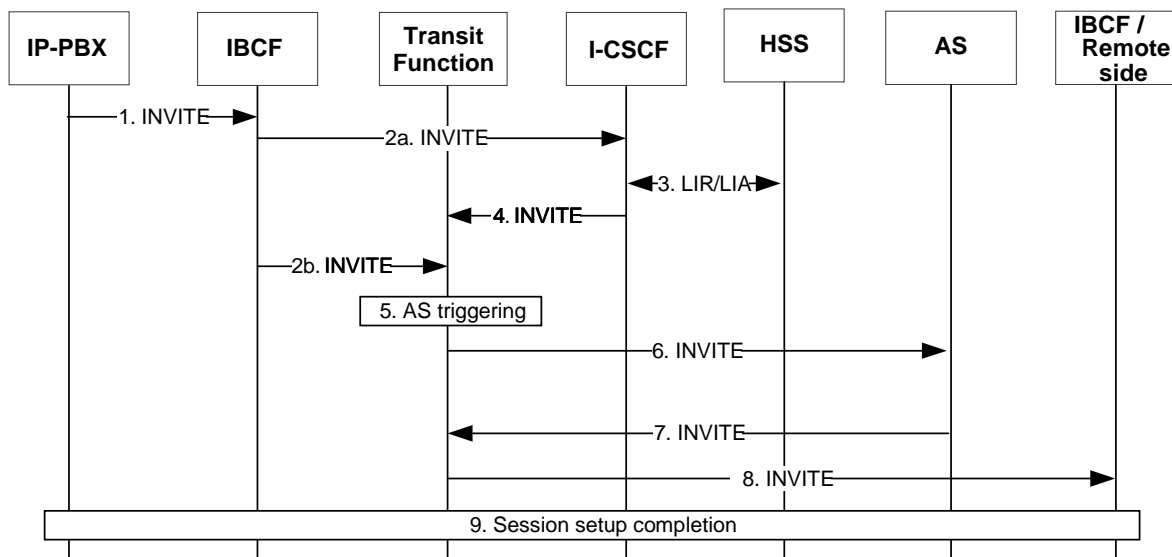 IP-PBX
IBCF
Transit
Function
I-CSCF
HSS
AS
IBCF /
Remote
side
1. INVITE
2a. INVITE
3. LIR/LIA
4. INVITE
2b. INVITE
5. AS triggering
6. INVITE
7. INVITE
8. INVITE
9. Session setup completion